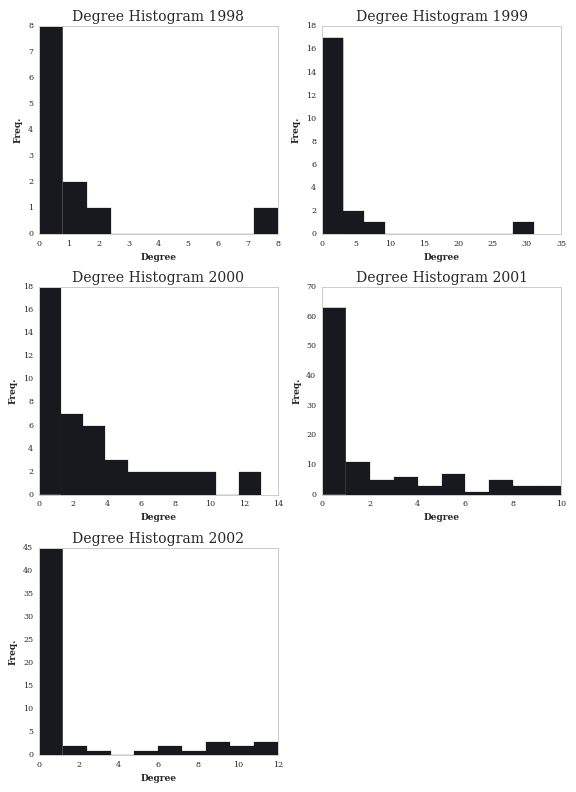 Degree Histogram 1998
8
7
6
5
4
3
2
1
0
Freq.
0 1 2 3 4 5 6 7 8
Degree
Degree Histogram 1999
18
16
14
12
10
8
6
4
2
0
Freq.
0 5 10 15 20 25 30 35
Degree
Degree Histogram 2000
18
16
14
12
10
8
6
4
2
0
Freq.
0 2 4 6 8 10 12 14
Degree
Degree Histogram 2001
70
60
50
40
30
20
10
0
Freq.
0 2 4 6 8 10
Degree
Degree Histogram 2002
45
40
35
30
25
20
15
10
5
0
Freq.
0 2 4 6 8 10 12
Degree